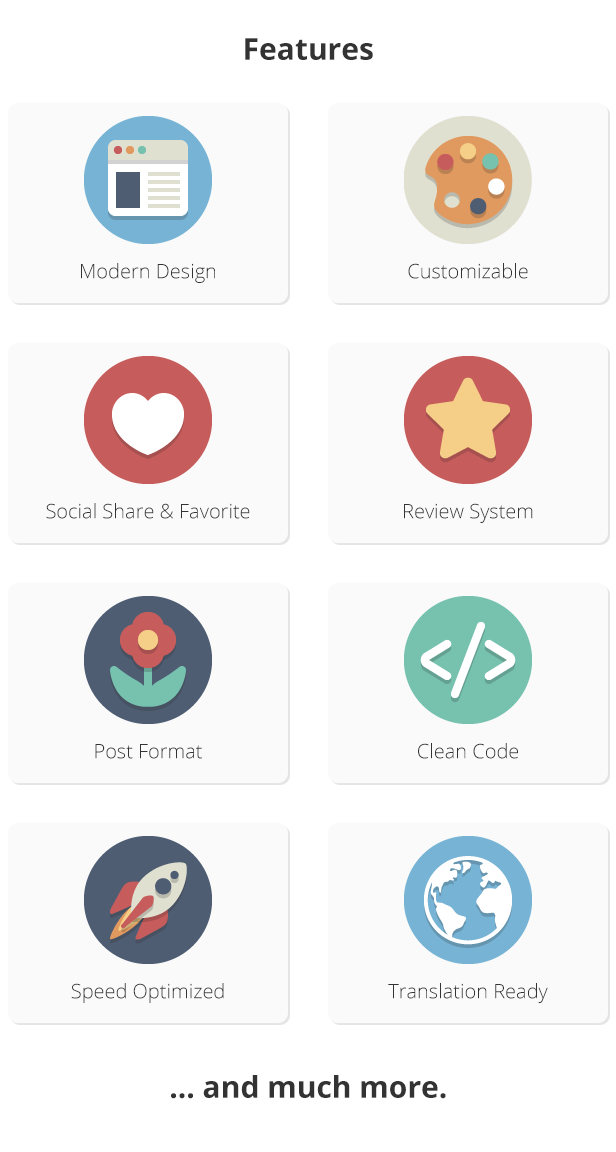 Features
Modern Design
Customizable
Social Share & Favorite
Review System
Post Format
</>
Clean Code
Speed Optimized
Translation Ready
... and much more.